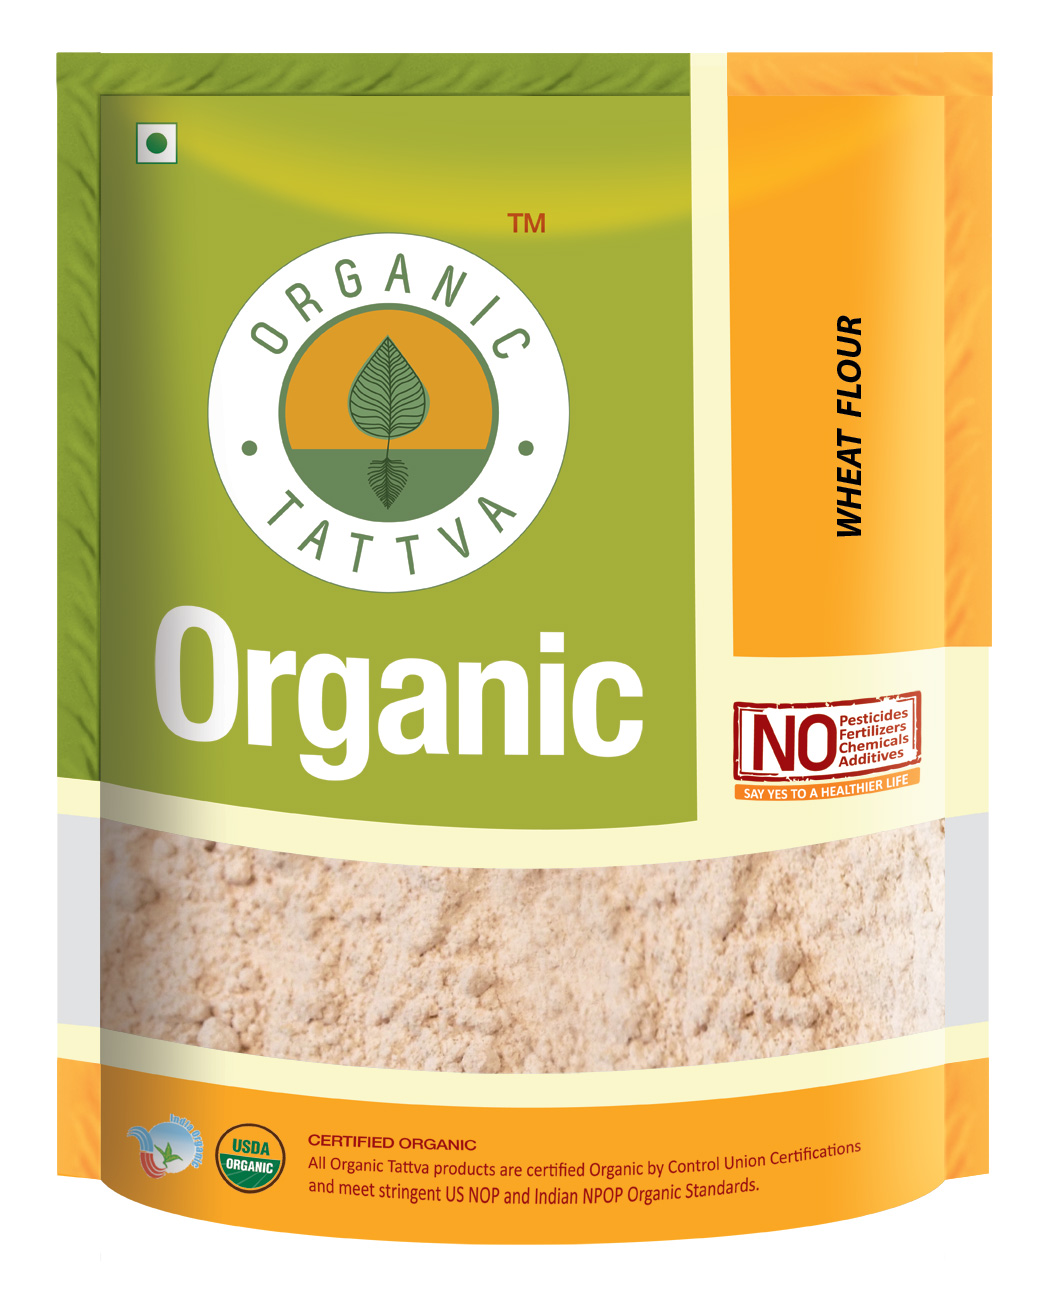 TM
ORGANIC
TATTVA
Organic
WHEAT FLOUR
NO
Pesticides
Fertilizers
Chemicals
Additives
SAY YES TO A HEALTHIER LIFE
India Organic
USDA
ORGANIC
CERTIFIED ORGANIC
All Organic Tattva products are certified Organic by Control Union Certifications
and meet stringent US NOP and Indian NPOP Organic Standards.